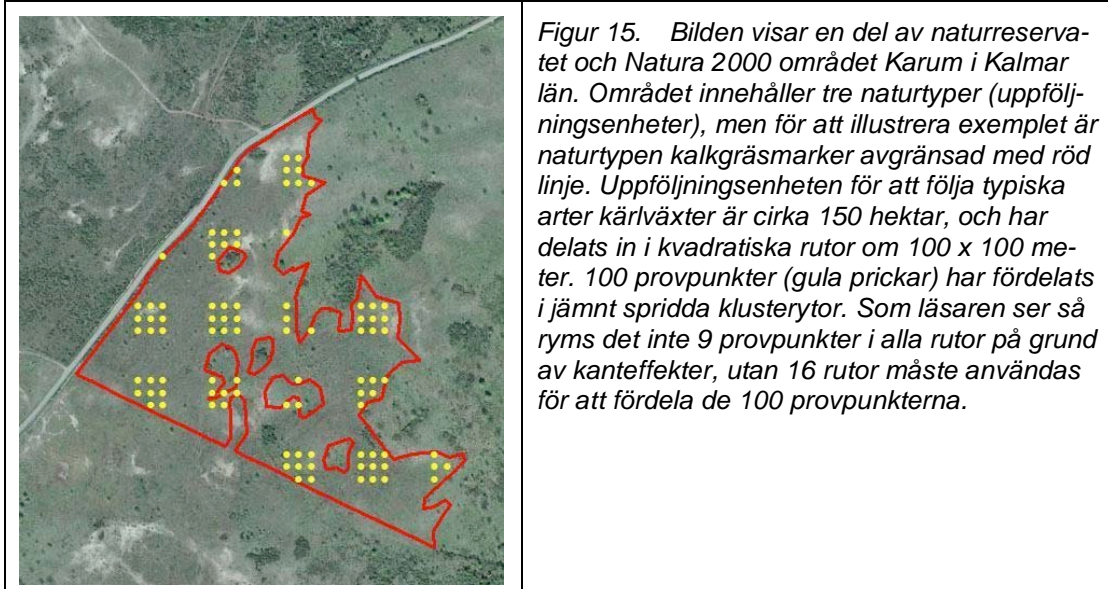 Figur 15. Bilden visar en del av naturreserva-
tet och Natura 2000 området Karum i Kalmar
län. Området innehåller tre naturtyper (uppfölj-
ningsenheter), men för att illustrera exemplet är
naturtypen kalkgräsmarker avgränsad med röd
linje. Uppföljningsenheten för att följa typiska
arter kärlväxter är cirka 150 hektar, och har
delats in i kvadratiska rutor om 100 x 100 me-
ter. 100 provpunkter (gula prickar) har fördelats
i jämnt spridda klusterytor. Som läsaren ser så
ryms det inte 9 provpunkter i alla rutor på grund
av kanteffekter, utan 16 rutor måste användas
för att fördela de 100 provpunkterna.